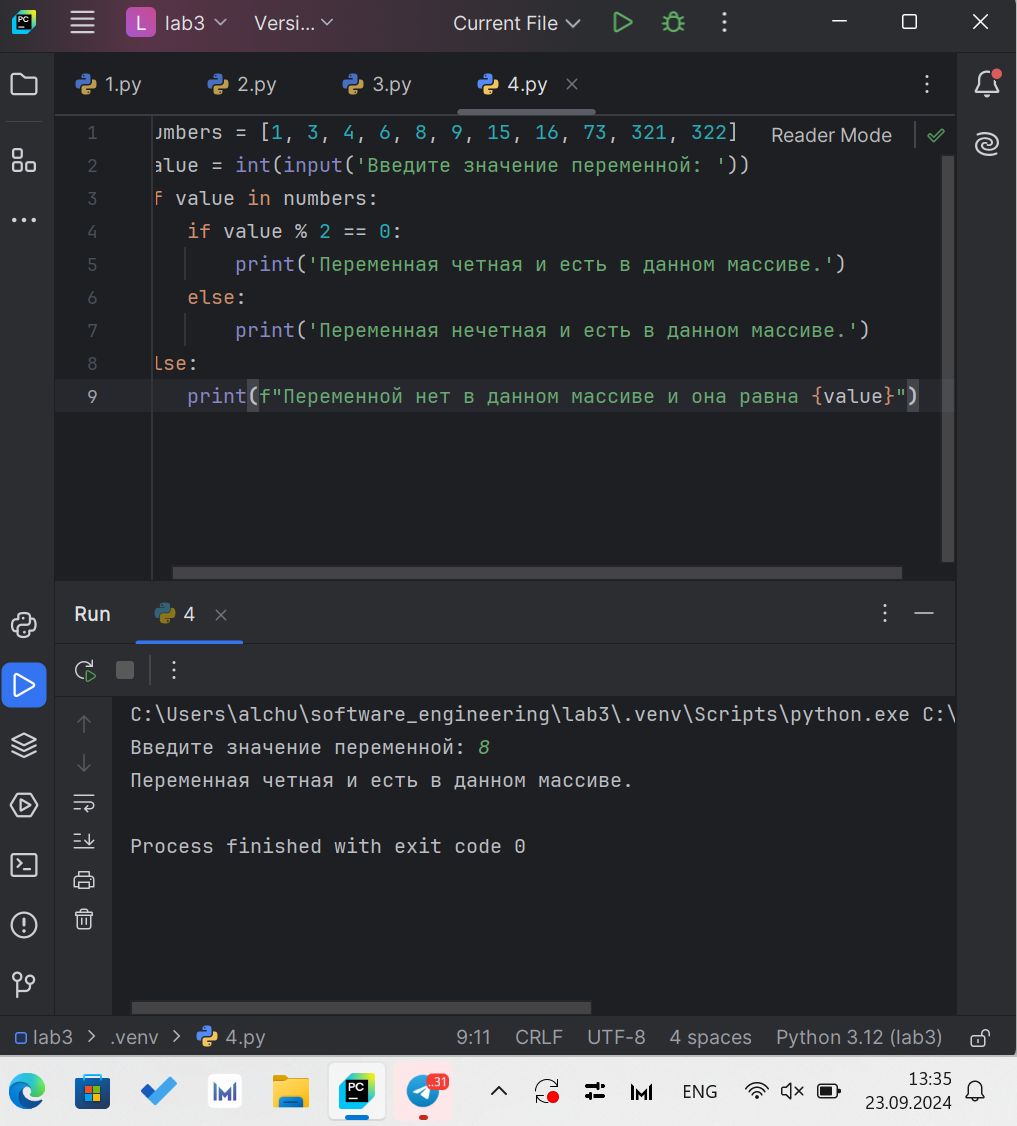 PC L lab3 Versi... Current File
1.py 2.py 3.py 4.py
1 umbers = [1, 3, 4, 6, 8, 9, 15, 16, 73, 321, 322] Reader Mode
2 alue = int(input('Введите значение переменной: '))
3 f value in numbers:
4 if value % 2 == 0:
5 print('Переменная четная и есть в данном массиве.')
6 else:
7 print('Переменная нечетная и есть в данном массиве.')
8 lse:
9 print(f"Переменной нет в данном массиве и она равна {value}")
Run 4
C:\Users\alchu\software_engineering\lab3\.venv\Scripts\python.exe C:\
Введите значение переменной: 8
Переменная четная и есть в данном массиве.
Process finished with exit code 0
lab3 > .venv > 4.py 9:11 CRLF UTF-8 4 spaces Python 3.12 (lab3)
PC ..31 ENG 13:35
23.09.2024